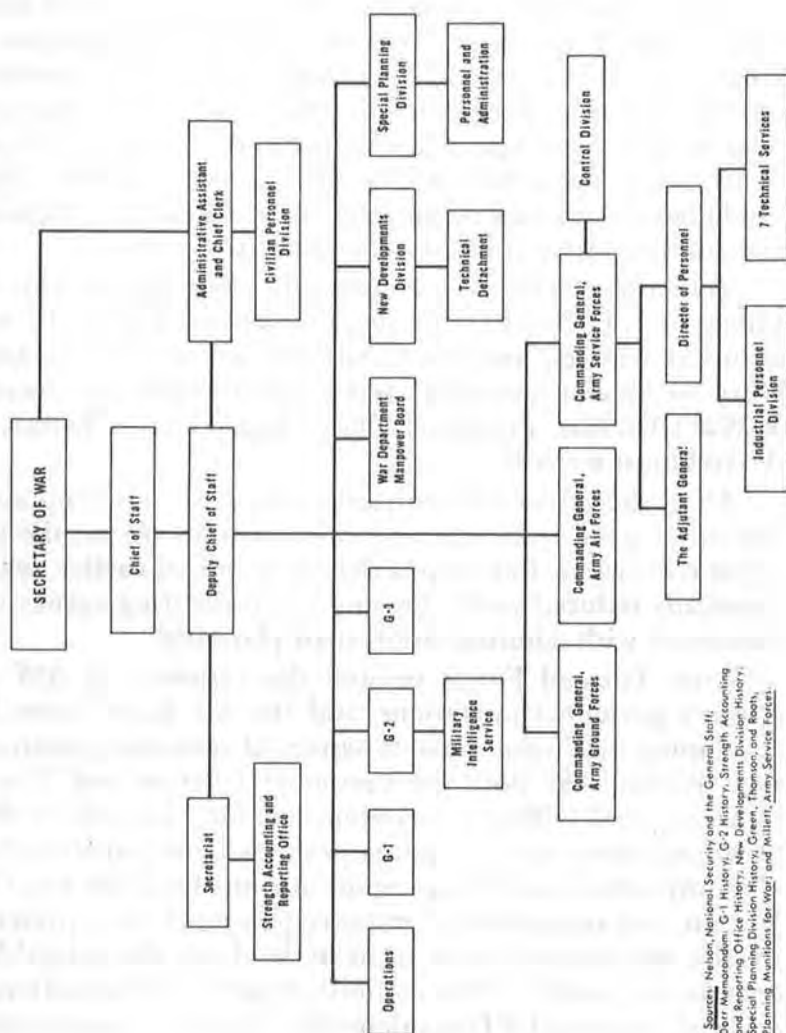 SECRETARY OF WAR
Chief of Staff
Deputy Chief of Staff
Administrative Assistant
and Chief Clerk
Civilian Personnel
Division
Secretariat
Strength Accounting and
Reporting Office
Operations
G-1
G-2
Military
Intelligence
Service
G-3
War Department
Manpower Board
New Developments
Division
Technical
Detachment
Special Planning
Division
Personnel and
Administration
Commanding General,
Army Ground Forces
Commanding General,
Army Air Forces
Commanding General,
Army Service Forces
Control Division
The Adjutant General
Director of Personnel
Industrial Personnel
Division
7 Technical Services
Sources: Nelson, National Security and the General Staff;
Darr Memorandum; G-1 History; G-2 History, Strength Accounting
and Reporting Office History; New Developments Division History;
Special Planning Division History; Green, Thomson, and Roots,
Planning Munitions for War; and Millett, Army Service Forces.